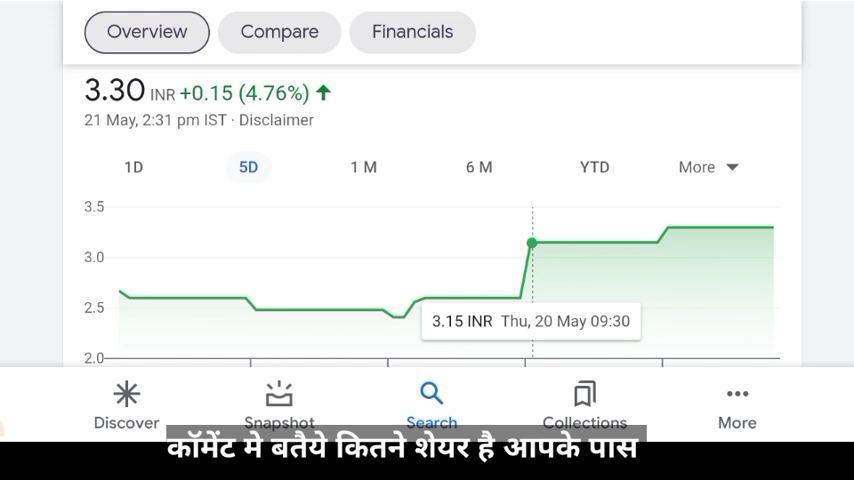 Overview Compare Financials
3.30 INR +0.15 (4.76%)
21 May, 2:31 pm IST · Disclaimer
1D 5D 1 M 6 M YTD More
3.5
3.0
2.5
3.15 INR Thu, 20 May 09:30
2.0
Discover Snapshot Search Collections More
कॉमेंट मे बतैये कितने शेयर है आपके पास